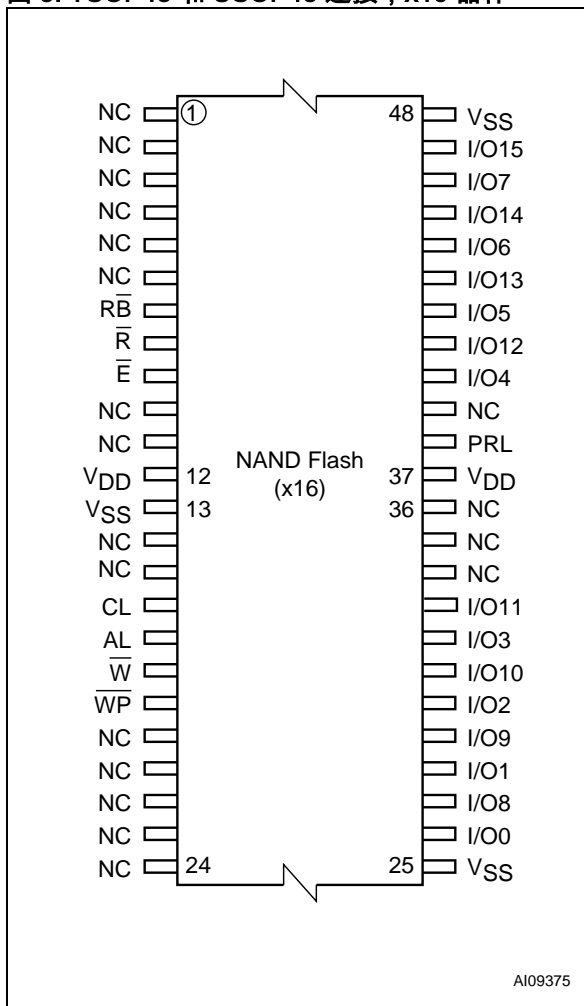 NC ① 48 VSS
NC I/O15
NC I/O7
NC I/O14
NC I/O6
NC I/O13
RB̅ I/O5
R̅ I/O12
E̅ I/O4
NC NC
NC PRL
VDD 12 NAND Flash 37 VDD
(x16)
VSS 13 36 NC
NC NC
NC NC
CL I/O11
AL I/O3
W̅ I/O10
W̅P̅ I/O2
NC I/O9
NC I/O1
NC I/O8
NC I/O0
NC 24 25 VSS
AI09375